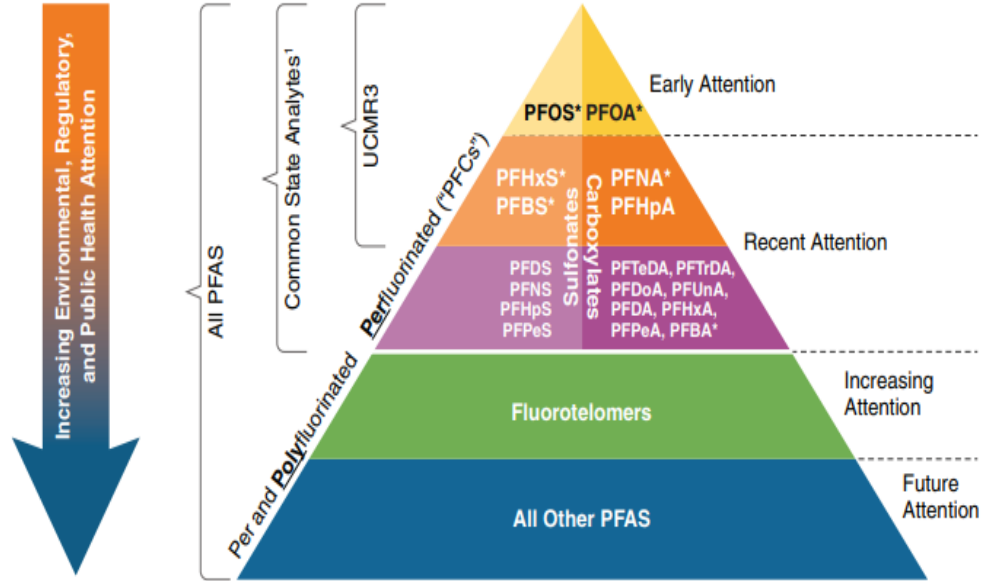 Increasing Environmental, Regulatory,
and Public Health Attention
All PFAS
Common State Analytes¹
UCMR3
Perfluorinated ("PFCs")
Per and Polyfluorinated
PFOS* PFOA*
Early Attention
PFHxS*
PFBS*
Sulfonates
Carboxylates
PFNA*
PFHpA
Recent Attention
PFDS
PFNS
PFHpS
PFPeS
PFTeDA, PFTrDA,
PFDoA, PFUnA,
PFDA, PFHxA,
PFPeA, PFBA*
Fluorotelomers
Increasing
Attention
All Other PFAS
Future
Attention